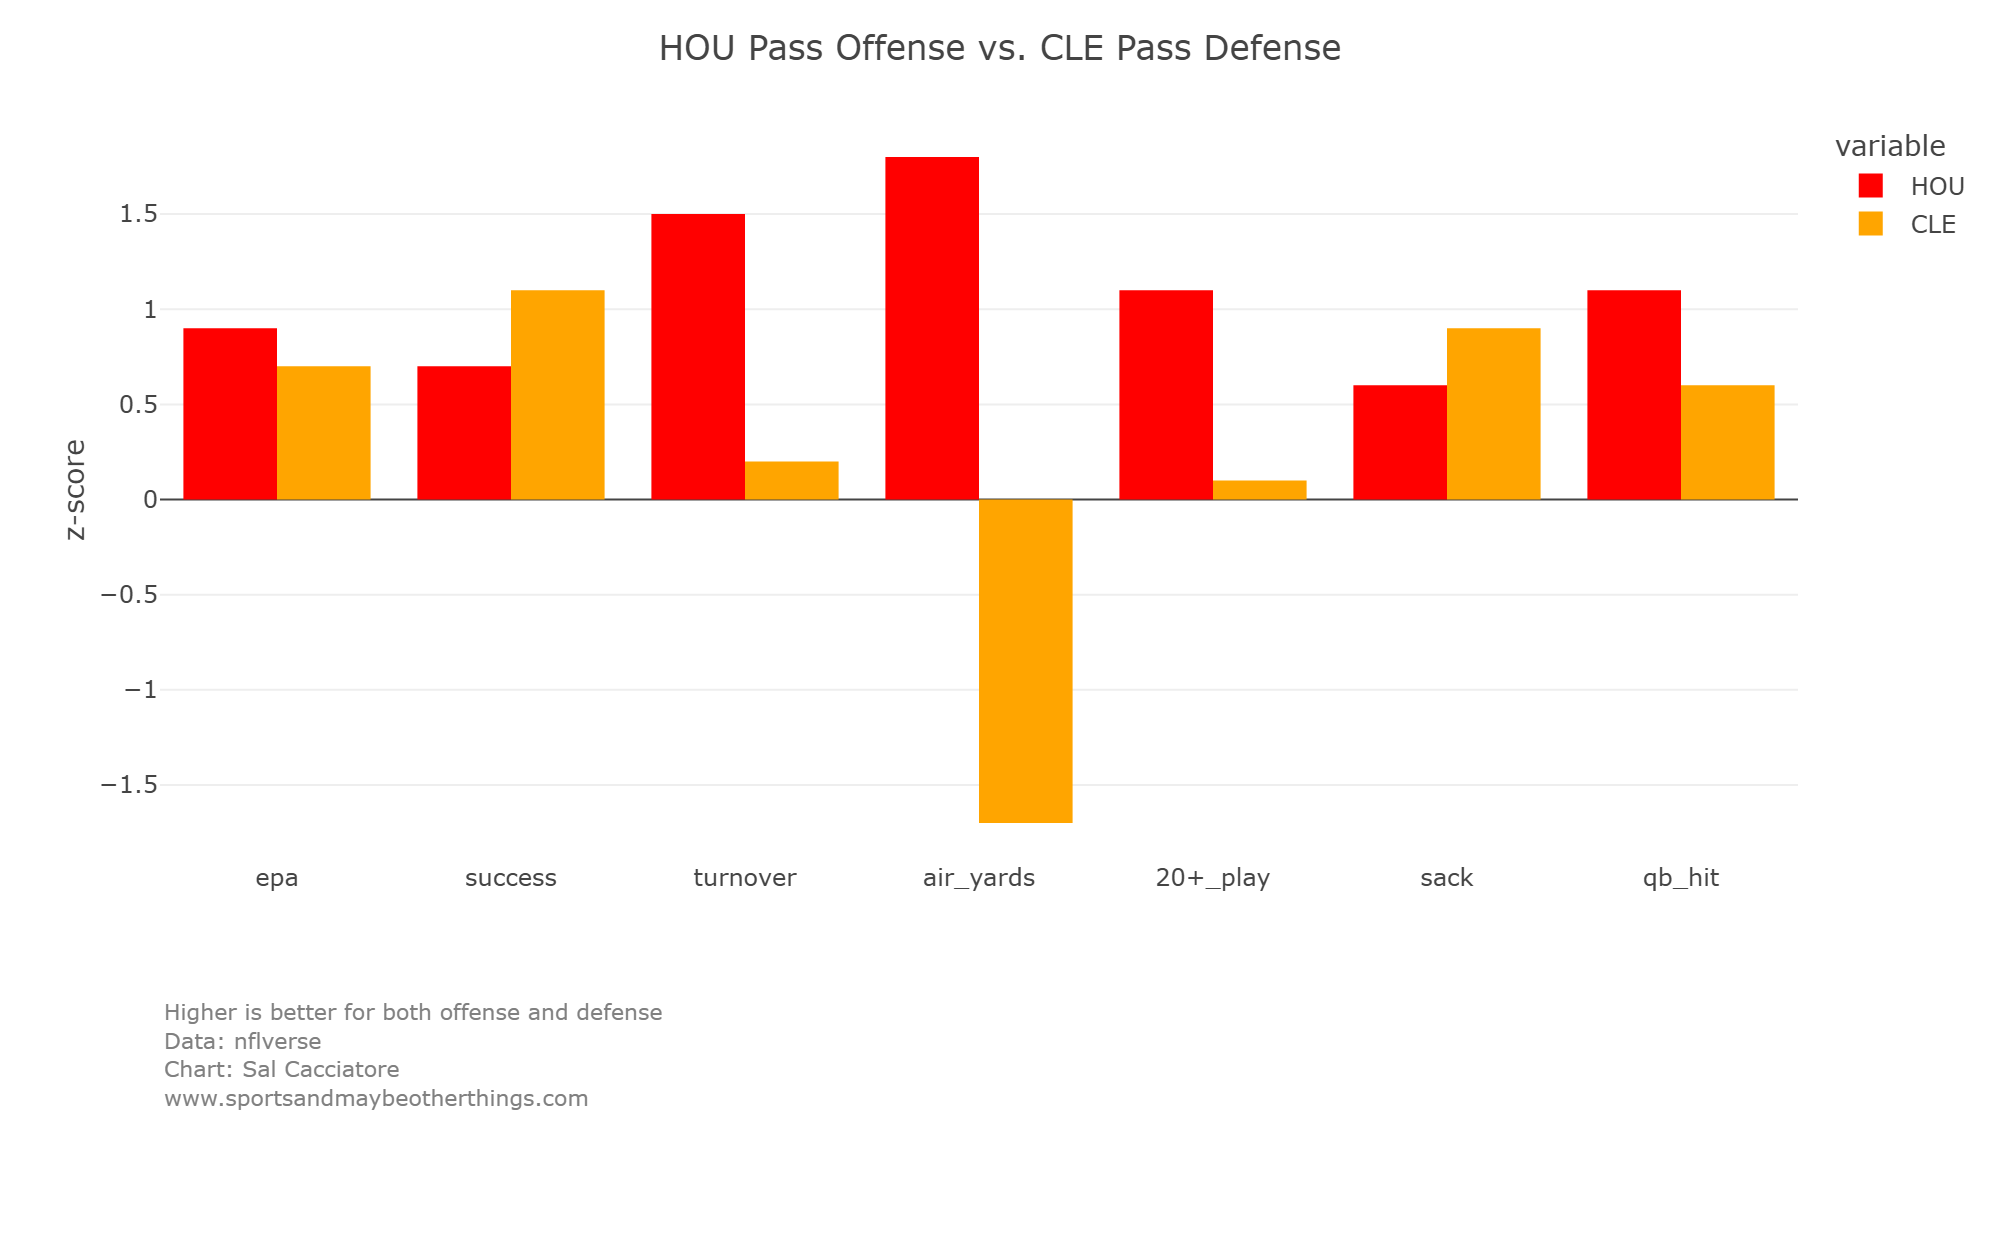 HOU Pass Offense vs. CLE Pass Defense
variable
HOU
CLE
1.5
1
0.5
0
−0.5
−1
−1.5
z-score
epa
success
turnover
air_yards
20+_play
sack
qb_hit
Higher is better for both offense and defense
Data: nflverse
Chart: Sal Cacciatore
www.sportsandmaybeotherthings.com